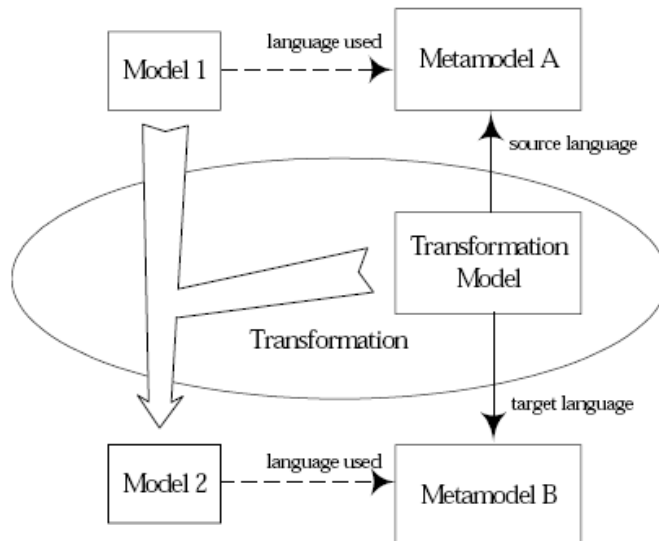 language used
Model 1
Metamodel A
source language
Transformation
Model
Transformation
target language
language used
Model 2
Metamodel B